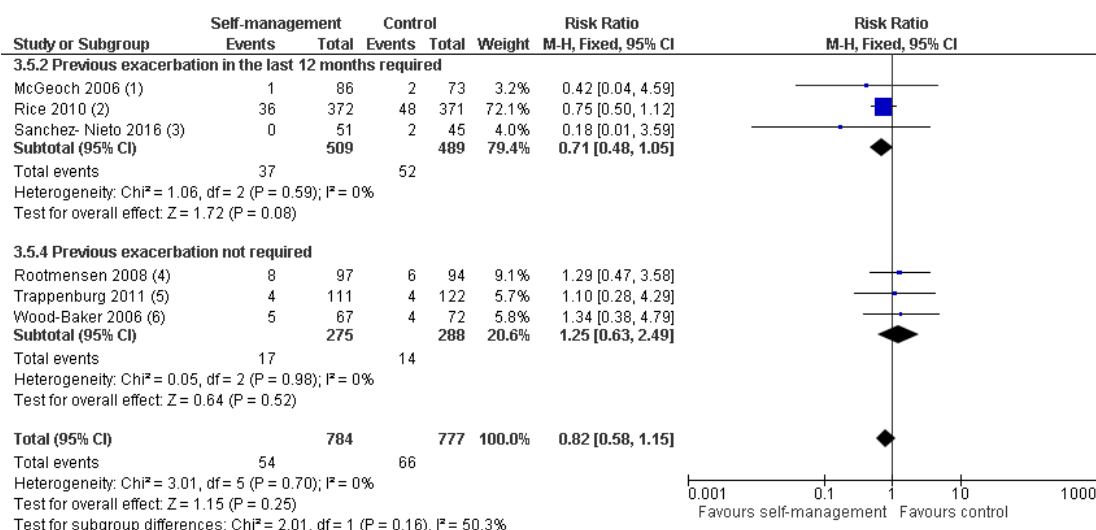 Self-management Control Risk Ratio Risk Ratio
Study or Subgroup Events Total Events Total Weight M-H, Fixed, 95% CI M-H, Fixed, 95% CI
3.5.2 Previous exacerbation in the last 12 months required
McGeoch 2006 (1) 1 86 2 73 3.2% 0.42 [0.04, 4.59]
Rice 2010 (2) 36 372 48 371 72.1% 0.75 [0.50, 1.12]
Sanchez- Nieto 2016 (3) 0 51 2 45 4.0% 0.18 [0.01, 3.59]
Subtotal (95% CI) 509 489 79.4% 0.71 [0.48, 1.05]
Total events 37 52
Heterogeneity: Chi² = 1.06, df = 2 (P = 0.59); I² = 0%
Test for overall effect: Z = 1.72 (P = 0.08)
3.5.4 Previous exacerbation not required
Rootmensen 2008 (4) 8 97 6 94 9.1% 1.29 [0.47, 3.58]
Trappenburg 2011 (5) 4 111 4 122 5.7% 1.10 [0.28, 4.29]
Wood-Baker 2006 (6) 5 67 4 72 5.8% 1.34 [0.38, 4.79]
Subtotal (95% CI) 275 288 20.6% 1.25 [0.63, 2.49]
Total events 17 14
Heterogeneity: Chi² = 0.05, df = 2 (P = 0.98); I² = 0%
Test for overall effect: Z = 0.64 (P = 0.52)
Total (95% CI) 784 777 100.0% 0.82 [0.58, 1.15]
Total events 54 66
Heterogeneity: Chi² = 3.01, df = 5 (P = 0.70); I² = 0%
Test for overall effect: Z = 1.15 (P = 0.25)
Test for subgroup differences: Chi² = 2.01, df = 1 (P = 0.16), I² = 50.3%
0.001 0.1 1 10 1000
Favours self-management Favours control